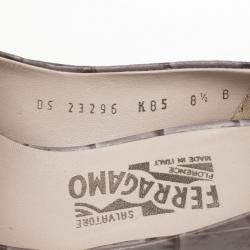 DS 23296 K85 8½ B
SALVATORE
FERRAGAMO
FLORENCE
MADE IN ITALY